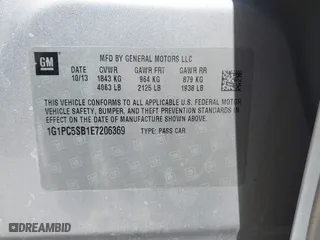 GM
MFD BY GENERAL MOTORS LLC
DATE GVWR GAWR FRT GAWR RR
10/13 1843 KG 964 KG 879 KG
4063 LB 2125 LB 1938 LB
THIS VEHICLE CONFORMS TO ALL APPLICABLE U.S. FEDERAL MOTOR
VEHICLE SAFETY, BUMPER, AND THEFT PREVENTION STANDARDS IN
EFFECT ON THE DATE OF MANUFACTURE SHOWN ABOVE.
1G1PC5SB1E7206369 TYPE: PASS CAR